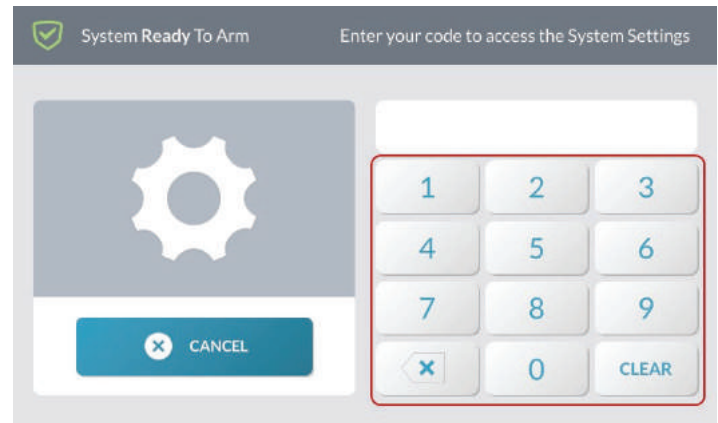 System Ready To Arm
Enter your code to access the System Settings
1 2 3
4 5 6
7 8 9
0 CLEAR
CANCEL